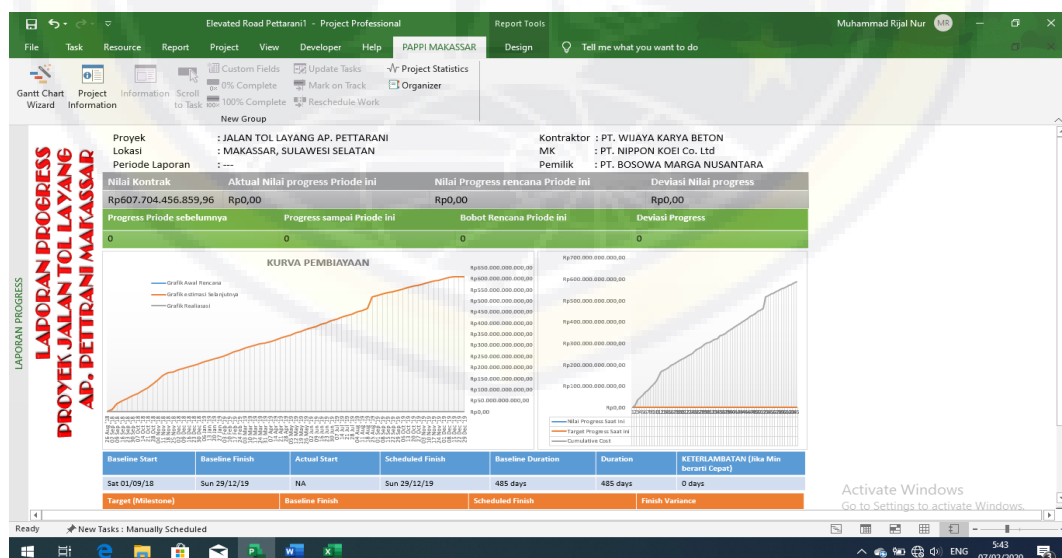 Elevated Road Pettarani1 - Project Professional
Report Tools
Muhammad Rijal Nur
MR
File Task Resource Report Project View Developer Help PAPPI MAKASSAR Design Tell me what you want to do
Gantt Chart Wizard
Project Information
Information
Scroll to Task
Custom Fields
0% Complete
100% Complete
Update Tasks
Mark on Track
Reschedule Work
Project Statistics
Organizer
New Group
LAPORAN PROGRESS
LAPORAN PROGRESS
PROYEK JALAN TOL LAYANG
AP. PETTRANI MAKASSAR
Proyek : JALAN TOL LAYANG AP. PETTARANI
Lokasi : MAKASSAR, SULAWESI SELATAN
Periode Laporan : ---
Kontraktor : PT. WIJAYA KARYA BETON
MK : PT. NIPPON KOEI Co. Ltd
Pemilik : PT. BOSOWA MARGA NUSANTARA
Nilai Kontrak Aktual Nilai progress Priode ini Nilai Progress rencana Priode ini Deviasi Nilai progress
Rp607.704.456.859,96 Rp0,00 Rp0,00 Rp0,00
Progress Priode sebelumnya Progress sampai Priode ini Bobot Rencana Priode ini Deviasi Progress
0 0 0 0
KURVA PEMBIAYAAN
Grafik Awal Rencana
Grafik estimasi Selanjutnya
Grafik Realiasasi
Rp650.000.000.000,00
Rp600.000.000.000,00
Rp550.000.000.000,00
Rp500.000.000.000,00
Rp450.000.000.000,00
Rp400.000.000.000,00
Rp350.000.000.000,00
Rp300.000.000.000,00
Rp250.000.000.000,00
Rp200.000.000.000,00
Rp150.000.000.000,00
Rp100.000.000.000,00
Rp50.000.000.000,00
Rp0,00
Rp700.000.000.000,00
Rp600.000.000.000,00
Rp500.000.000.000,00
Rp400.000.000.000,00
Rp300.000.000.000,00
Rp200.000.000.000,00
Rp100.000.000.000,00
Rp0,00
Nilai Progress Saat Ini
Target Progress Saat Ini
Cumulative Cost
Baseline Start Baseline Finish Actual Start Scheduled Finish Baseline Duration Duration KETERLAMBATAN (Jika Min berarti Cepat)
Sat 01/09/18 Sun 29/12/19 NA Sun 29/12/19 485 days 485 days 0 days
Target (Milestone) Baseline Finish Scheduled Finish Finish Variance
Activate Windows
Go to Settings to activate Windows.
Ready New Tasks : Manually Scheduled
ENG
5:43
07/03/2020